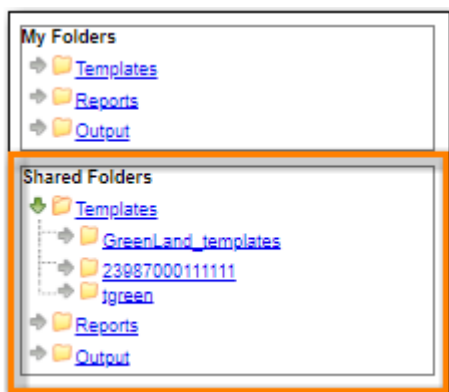 My Folders
Templates
Reports
Output
Shared Folders
Templates
GreenLand_templates
23987000111111
tgreen
Reports
Output